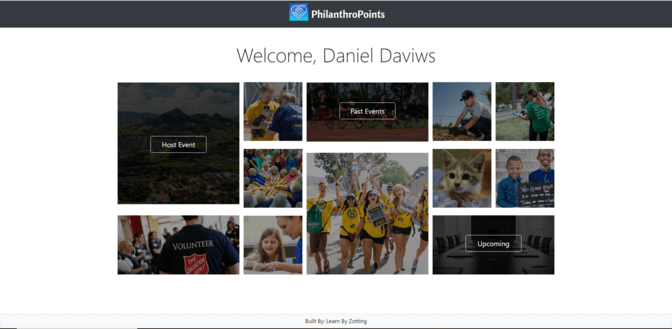 PhilanthroPoints
Welcome, Daniel Daviws
Host Event
Past Events
VOLUNTEER
Upcoming
Built By: Learn By Zotting